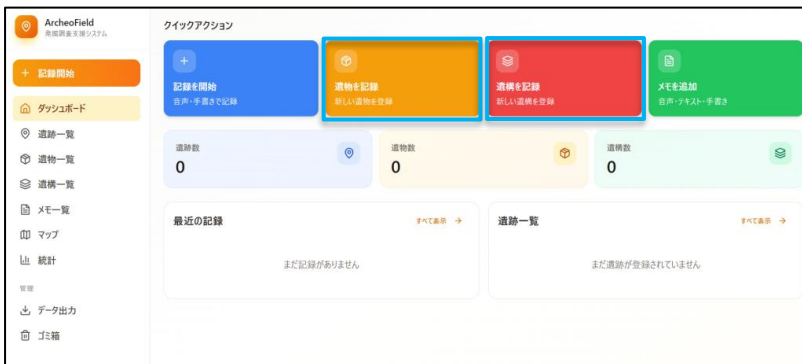 ArcheoField
発掘調査支援システム
+ 記録開始
ダッシュボード
遺跡一覧
遺物一覧
遺構一覧
メモ一覧
マップ
統計
管理
データ出力
ゴミ箱
クイックアクション
記録を開始
音声・手書きで記録
遺物を記録
新しい遺物を登録
遺構を記録
新しい遺構を登録
メモを追加
音声・テキスト・手書き
遺跡数
0
遺物数
0
遺構数
0
最近の記録
すべて表示 →
まだ記録がありません
遺跡一覧
すべて表示 →
まだ遺跡が登録されていません